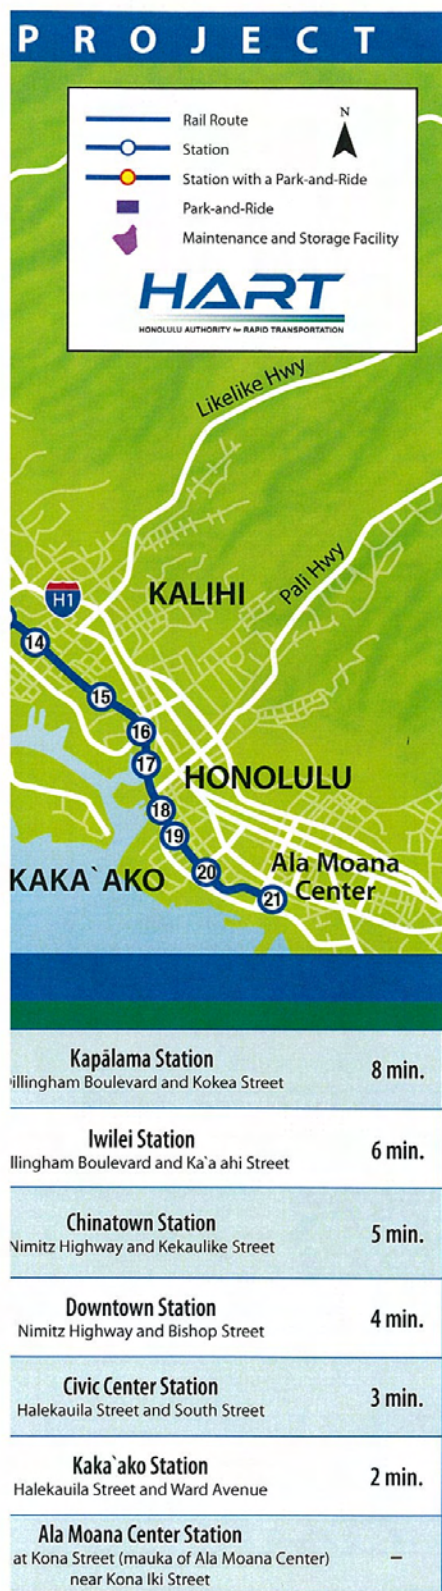 PROJECT
N
Rail Route
Station
Station with a Park-and-Ride
Park-and-Ride
Maintenance and Storage Facility
HART
HONOLULU AUTHORITY for RAPID TRANSPORTATION
Likelike Hwy
Pali Hwy
KALIHI
H1
14
15
16
17
HONOLULU
18
19
KAKA`AKO
20
Ala Moana
Center
21
Kapālama Station
illingham Boulevard and Kokea Street
8 min.
Iwilei Station
llingham Boulevard and Ka`a ahi Street
6 min.
Chinatown Station
Nimitz Highway and Kekaulike Street
5 min.
Downtown Station
Nimitz Highway and Bishop Street
4 min.
Civic Center Station
Halekauila Street and South Street
3 min.
Kaka`ako Station
Halekauila Street and Ward Avenue
2 min.
Ala Moana Center Station
at Kona Street (mauka of Ala Moana Center)
near Kona Iki Street
–